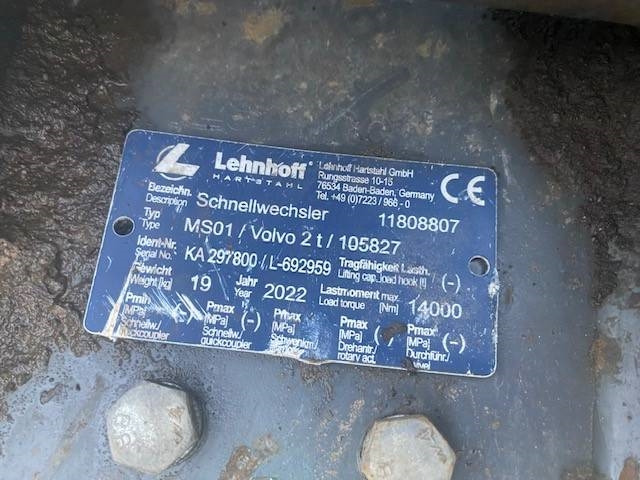 Lehnhoff®
HARTSTAHL
Lehnhoff Hartstahl GmbH
Rungsstrasse 10-15
76534 Baden-Baden, Germany
Tel. +49 (0)7223 / 966 - 0
CE
Bezeichn.
Description
Schnellwechsler
11808807
Typ
Type
MS01 / Volvo 2 t / 105827
Ident-Nr.
Serial No.
KA 297800 / L-692959
Tragfähigkeit Lasth.
Lifting cap. load hook [t]
(-)
Gewicht
Weight [kg]
19
Jahr
Year
2022
Lastmoment max.
Load torque [Nm]
14000
Pmin
[MPa]
Schnellw./
quickcoupler
Pmax
[MPa]
(-)
Schnellw./
quickcoupler
Pmax
[MPa]
Schwenkm./
Pmax
[MPa]
Drehantr./
rotary act.
Pmax
[MPa]
(-)
Durchführ./